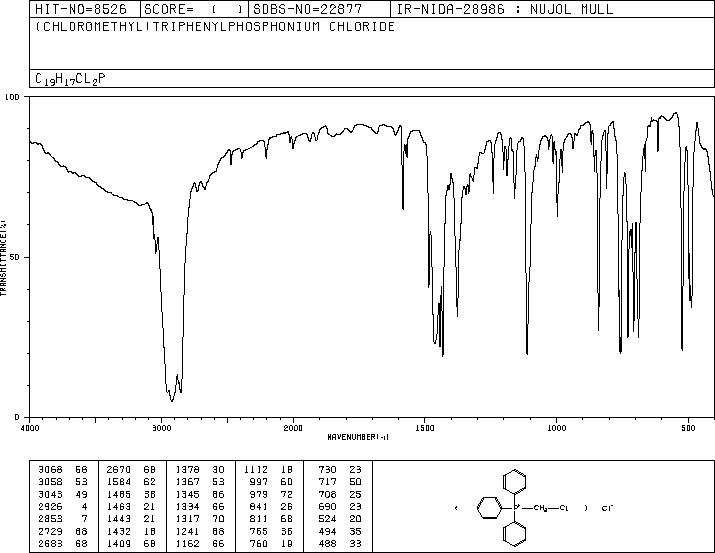 HIT-NO=8526 SCORE= ( ) SDBS-NO=22877 IR-NIDA-28986 : NUJOL MULL
(CHLOROMETHYL)TRIPHENYLPHOSPHONIUM CHLORIDE
C19H17CL2P
100
50
0
TRANSMITTANCE(%)
4000 3000 2000 1500 1000 500
WAVENUMBER(-1)
3068 66 2670 68 1378 30 1112 18 730 23
3058 53 1584 62 1367 53 997 60 717 50
3043 49 1485 38 1345 66 979 72 708 25
2926 4 1463 21 1334 66 841 26 690 23
2853 7 1443 21 1317 70 811 68 524 20
2729 68 1432 18 1241 68 765 36 494 35
2683 68 1409 68 1162 66 760 19 488 33
( P+ CH2 Cl ) Cl-